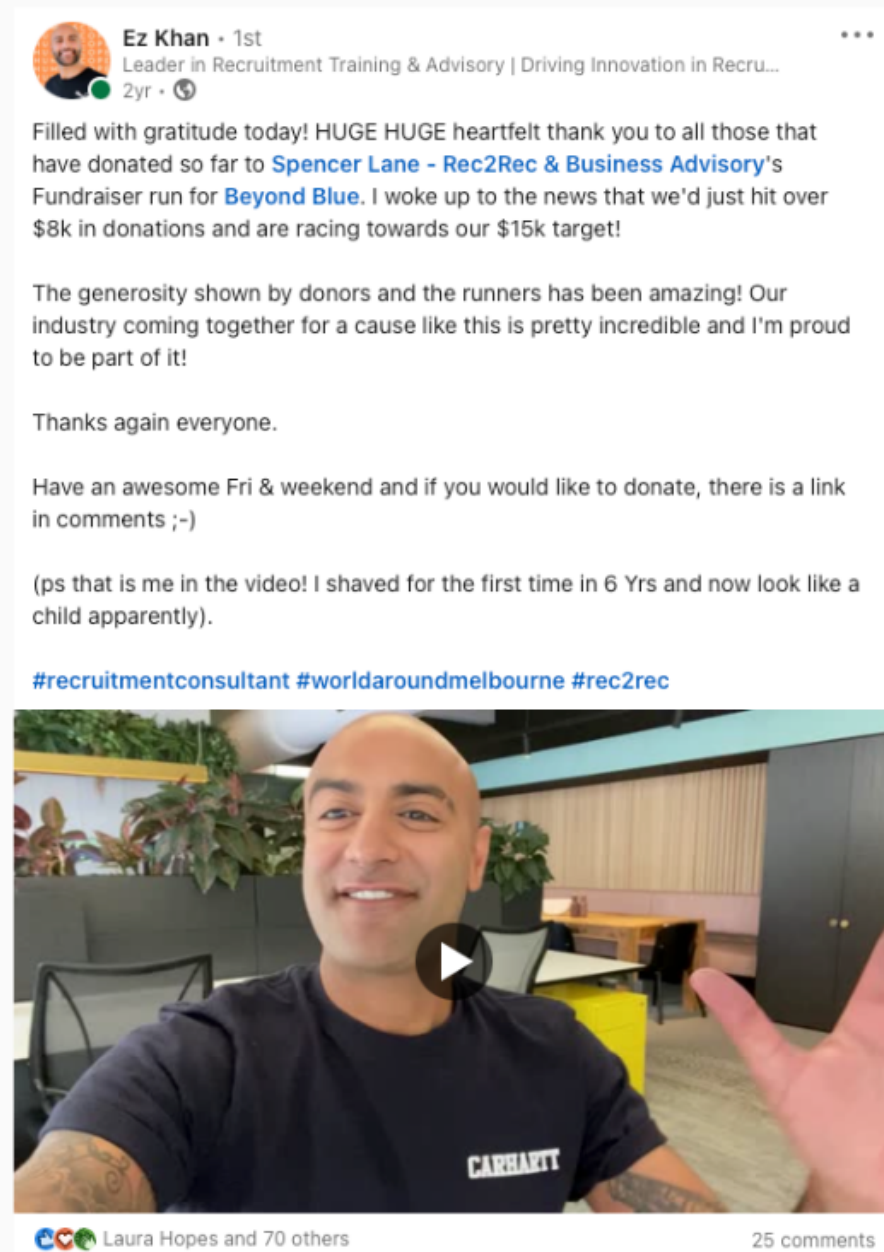 Ez Khan • 1st
Leader in Recruitment Training & Advisory | Driving Innovation in Recru...
2yr •
Filled with gratitude today! HUGE HUGE heartfelt thank you to all those that
have donated so far to Spencer Lane - Rec2Rec & Business Advisory's
Fundraiser run for Beyond Blue. I woke up to the news that we'd just hit over
$8k in donations and are racing towards our $15k target!
The generosity shown by donors and the runners has been amazing! Our
industry coming together for a cause like this is pretty incredible and I'm proud
to be part of it!
Thanks again everyone.
Have an awesome Fri & weekend and if you would like to donate, there is a link
in comments ;-)
(ps that is me in the video! I shaved for the first time in 6 Yrs and now look like a
child apparently).
#recruitmentconsultant #worldaroundmelbourne #rec2rec
CARHARTT
Laura Hopes and 70 others
25 comments